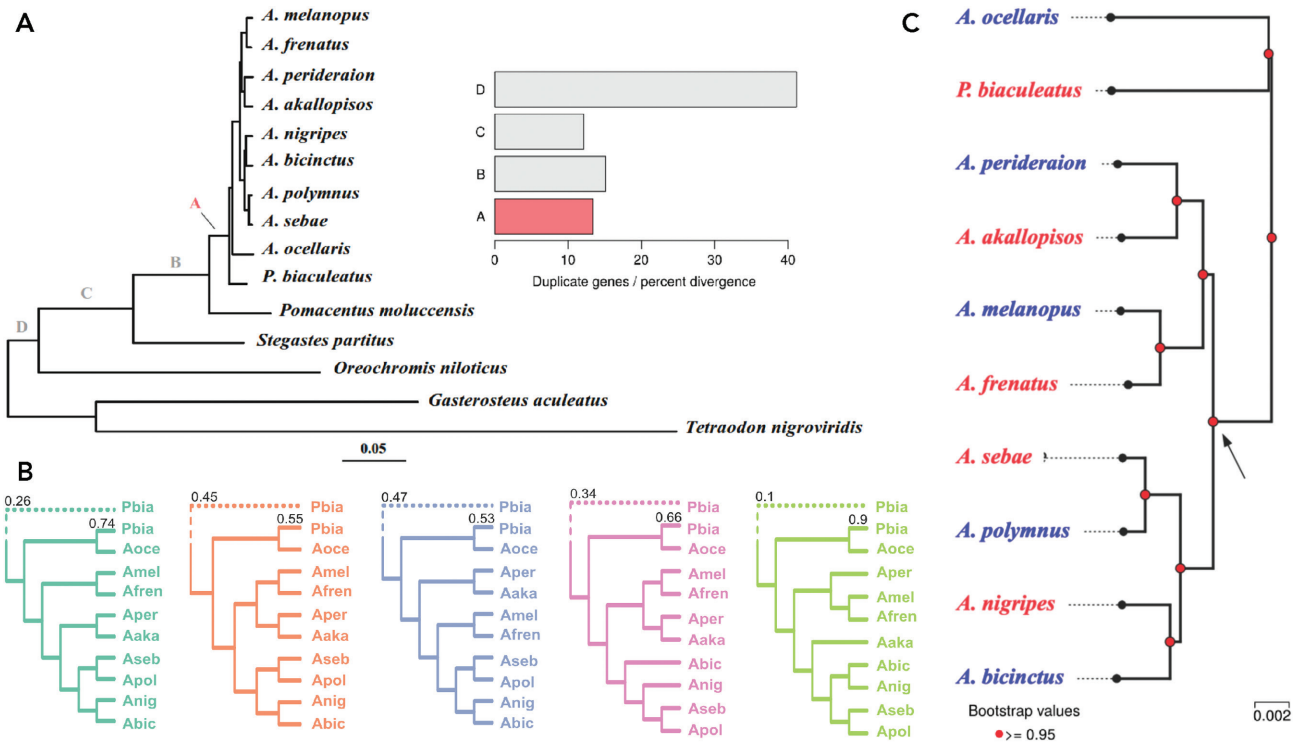 A
A. melanopus
A. frenatus
A. perideraion
A. akallopisos
A. nigripes
A. bicinctus
A. polymnus
A. sebae
A. ocellaris
P. biaculeatus
Pomacentus moluccensis
Stegastes partitus
Oreochromis niloticus
Gasterosteus aculeatus
Tetraodon nigroviridis
A
B
C
D
0.05
D
C
B
A
0 10 20 30 40
Duplicate genes / percent divergence
B
0.26 Pbia
0.74 Pbia
Aoce
Amel
Afren
Aper
Aaka
Aseb
Apol
Anig
Abic
0.45 Pbia
0.55 Pbia
Aoce
Amel
Afren
Aper
Aaka
Aseb
Apol
Anig
Abic
0.47 Pbia
0.53 Pbia
Aoce
Aper
Aaka
Amel
Afren
Aseb
Apol
Anig
Abic
0.34 Pbia
0.66 Pbia
Aoce
Amel
Afren
Aper
Aaka
Abic
Anig
Aseb
Apol
0.1 Pbia
0.9 Pbia
Aoce
Aper
Amel
Afren
Aaka
Abic
Anig
Aseb
Apol
C
A. ocellaris
P. biaculeatus
A. perideraion
A. akallopisos
A. melanopus
A. frenatus
A. sebae
A. polymnus
A. nigripes
A. bicinctus
Bootstrap values
>= 0.95
0.002